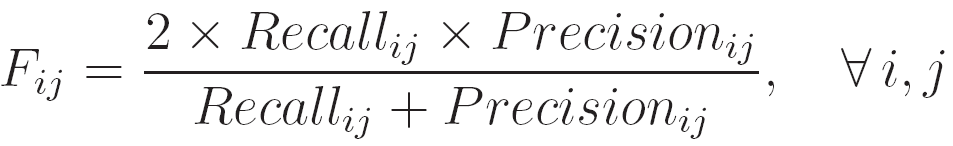 F_{ij} = \frac{2 \times Recall_{ij} \times Precision_{ij}}{Recall_{ij} + Precision_{ij}}, \quad \forall \, i, j